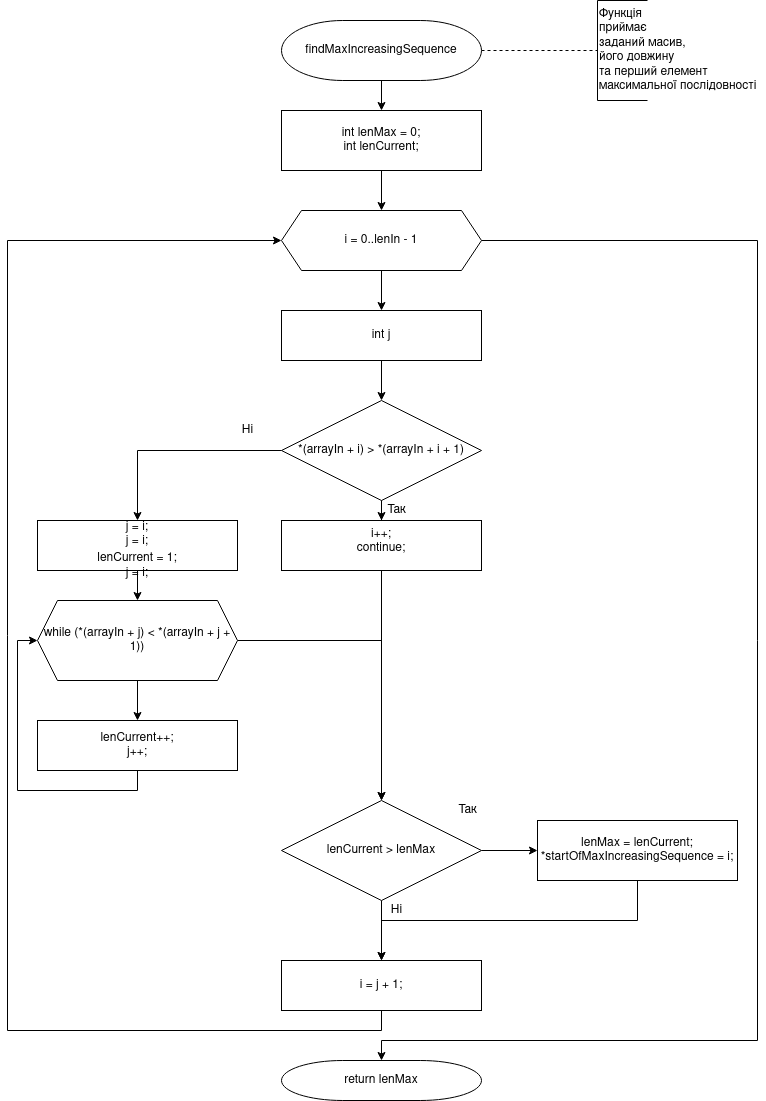 findMaxIncreasingSequence
Функція
приймає
заданий масив,
його довжину
та перший елемент
максимальної послідовності
int lenMax = 0;
int lenCurrent;
i = 0..lenIn - 1
int j
*(arrayIn + i) > *(arrayIn + i + 1)
Ні
Так
j = i;
j = i;
lenCurrent = 1;
j = i;
i++;
continue;
while (*(arrayIn + j) < *(arrayIn + j +
1))
lenCurrent++;
j++;
lenCurrent > lenMax
Так
lenMax = lenCurrent;
*startOfMaxIncreasingSequence = i;
Ні
i = j + 1;
return lenMax